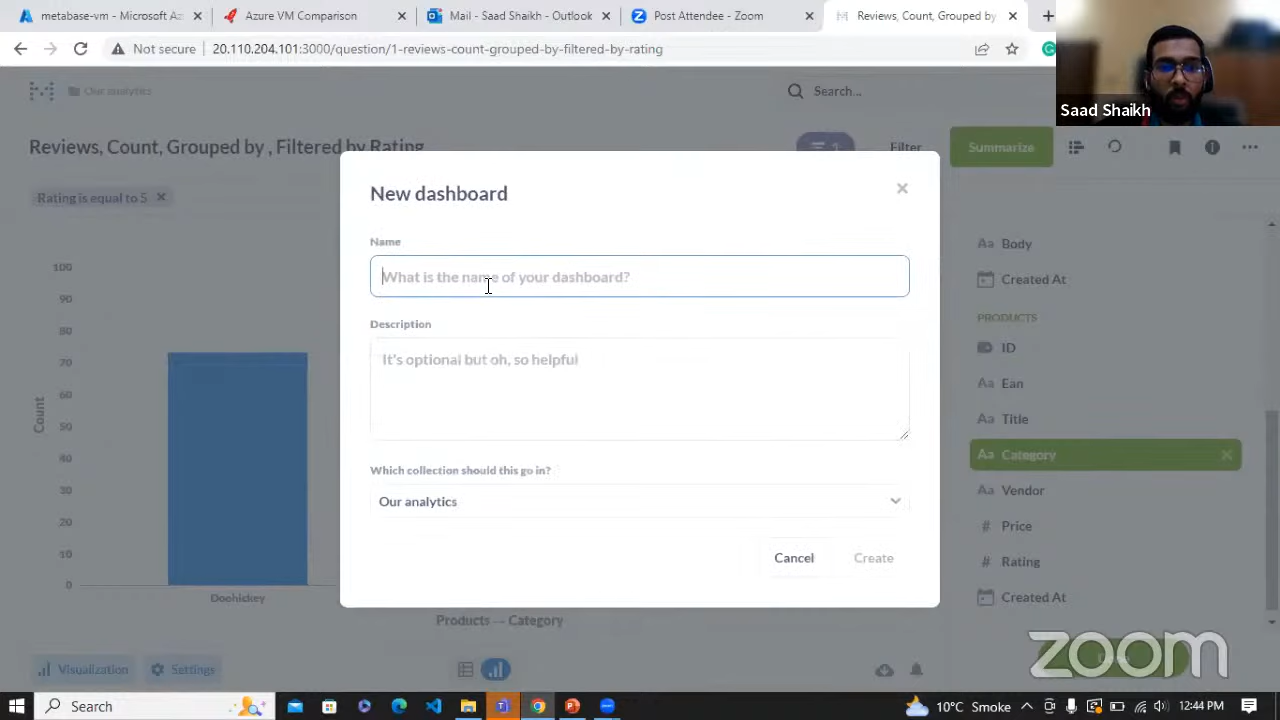 metabase-vm - Microsoft Az
Azure VM Comparison
Mail - Saad Shaikh - Outlook
Post Attendee - Zoom
Reviews, Count, Grouped by
Not secure
20.110.204.101:3000/question/1-reviews-count-grouped-by-filtered-by-rating
Saad Shaikh
Our analytics
Search...
Reviews, Count, Grouped by , Filtered by Rating
1
Filter
Summarize
Rating is equal to 5
New dashboard
Name
What is the name of your dashboard?
Description
It's optional but oh, so helpful
Which collection should this go in?
Our analytics
Cancel
Create
100
90
80
70
60
50
40
30
20
10
0
Count
Doohickey
Products → Category
Aa Body
Created At
PRODUCTS
ID
Aa Ean
Aa Title
Aa Category
Aa Vendor
# Price
# Rating
Created At
Visualization
Settings
zoom
Search
10°C Smoke
12:44 PM